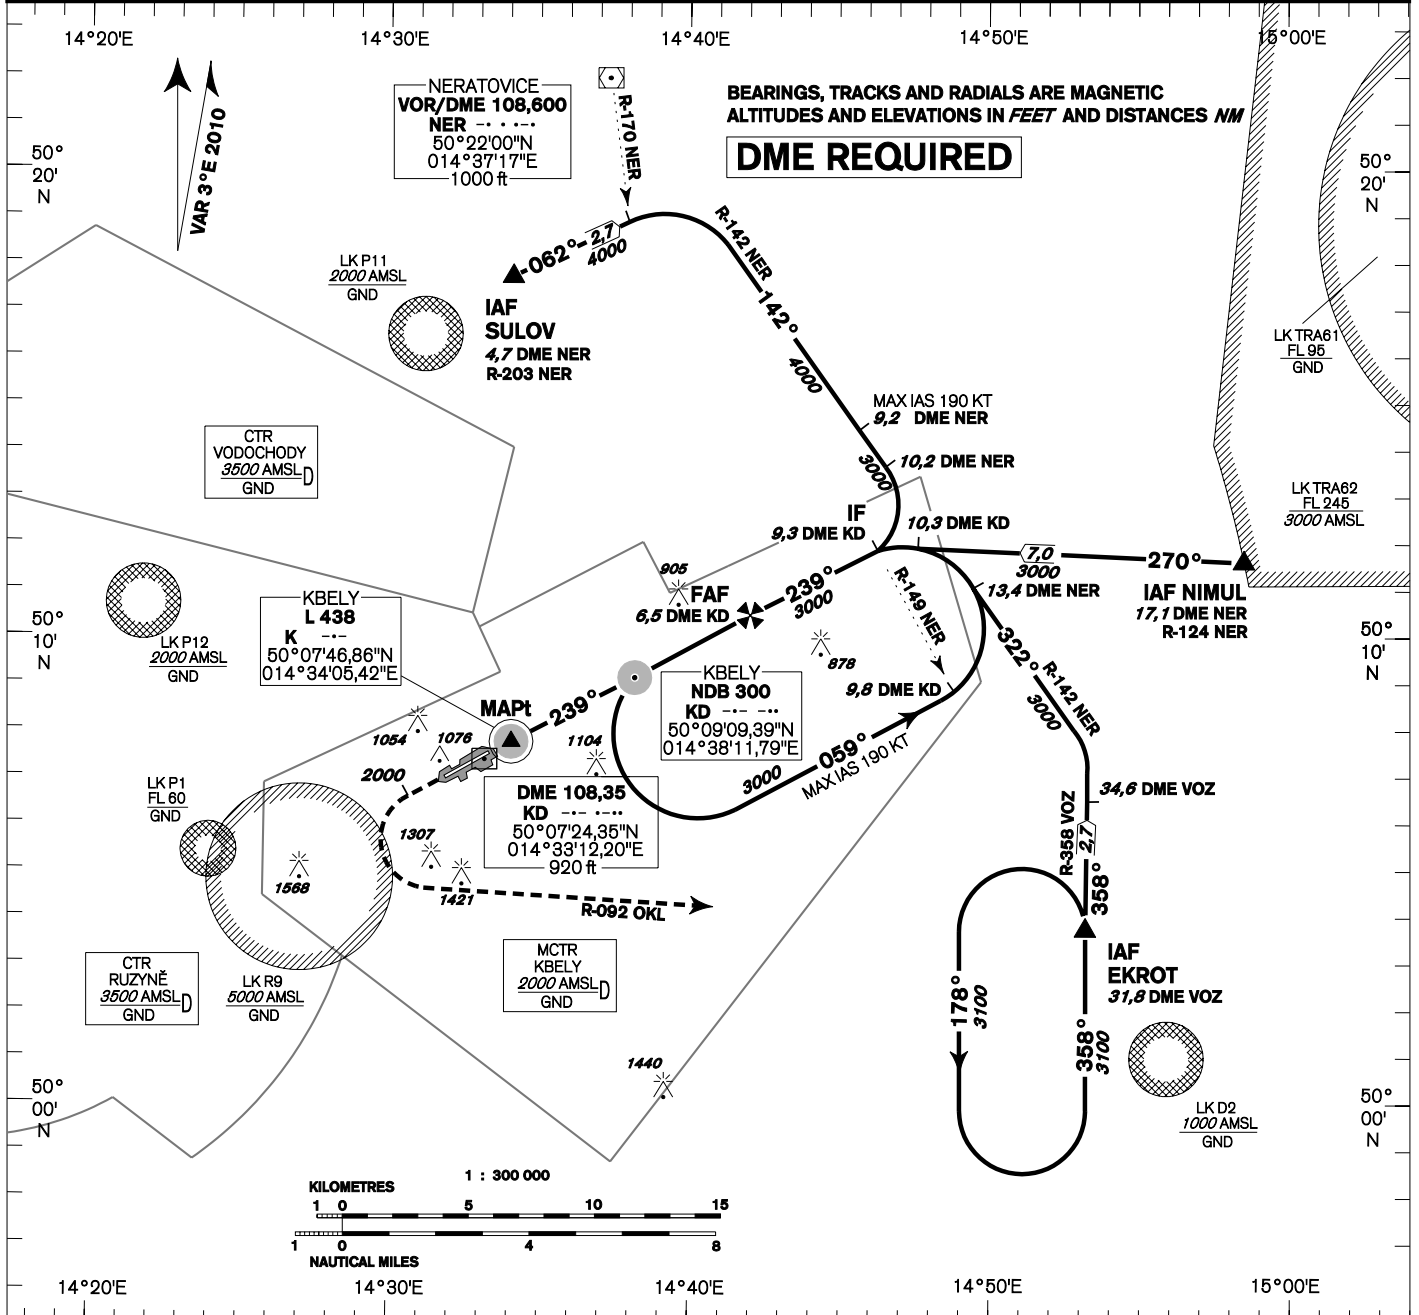 14°20'E
14°30'E
14°40'E
14°50'E
15°00'E
VAR 3°E 2010
NERATOVICE
VOR/DME 108,600
NER
50°22'00"N
014°37'17"E
1000 ft
R-170 NER
BEARINGS, TRACKS AND RADIALS ARE MAGNETIC
ALTITUDES AND ELEVATIONS IN FEET AND DISTANCES NM
DME REQUIRED
50°
20'
N
50°
20'
N
LK P11
2000 AMSL
GND
062°
2,7
4000
IAF
SULOV
4,7 DME NER
R-203 NER
R-142 NER
142°
4000
LK TRA61
FL 95
GND
MAX IAS 190 KT
9,2 DME NER
3000
10,2 DME NER
CTR
VODOCHODY
3500 AMSL D
GND
LK TRA62
FL 245
3000 AMSL
IF
9,3 DME KD
10,3 DME KD
7,0
3000
270°
13,4 DME NER
IAF NIMUL
17,1 DME NER
R-124 NER
905
FAF
6,5 DME KD
239°
3000
R-149 NER
878
9,8 DME KD
322°
R-142 NER
3000
50°
10'
N
50°
10'
N
LK P12
2000 AMSL
GND
KBELY
L 438
K
50°07'46,86"N
014°34'05,42"E
KBELY
NDB 300
KD
50°09'09,39"N
014°38'11,79"E
MAPt
239°
1054
1076
1104
2000
059°
3000
MAX IAS 190 KT
DME 108,35
KD
50°07'24,35"N
014°33'12,20"E
920 ft
LK P1
FL 60
GND
1307
1568
1421
R-092 OKL
34,6 DME VOZ
R-358 VOZ
2,7
358°
IAF
EKROT
31,8 DME VOZ
178°
3100
358°
3100
CTR
RUZYNĚ
3500 AMSL D
GND
LK R9
5000 AMSL
GND
MCTR
KBELY
2000 AMSL D
GND
1440
50°
00'
N
50°
00'
N
LK D2
1000 AMSL
GND
1 : 300 000
KILOMETRES
1 0 5 10 15
1 0 4 8
NAUTICAL MILES
14°20'E
14°30'E
14°40'E
14°50'E
15°00'E